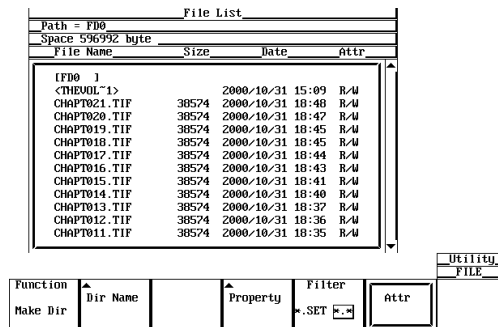 File List
Path = FD0
Space 596992 byte
File Name Size Date Attr
[FD0 ]
<THEVOL~1> 2000/10/31 15:09 R/W
CHAPT021.TIF 38574 2000/10/31 18:48 R/W
CHAPT020.TIF 38574 2000/10/31 18:47 R/W
CHAPT019.TIF 38574 2000/10/31 18:45 R/W
CHAPT018.TIF 38574 2000/10/31 18:45 R/W
CHAPT017.TIF 38574 2000/10/31 18:44 R/W
CHAPT016.TIF 38574 2000/10/31 18:43 R/W
CHAPT015.TIF 38574 2000/10/31 18:41 R/W
CHAPT014.TIF 38574 2000/10/31 18:40 R/W
CHAPT013.TIF 38574 2000/10/31 18:37 R/W
CHAPT012.TIF 38574 2000/10/31 18:36 R/W
CHAPT011.TIF 38574 2000/10/31 18:35 R/W
Utility
FILE
Function
Make Dir
Dir Name
Property
Filter
*.SET *.*
Attr